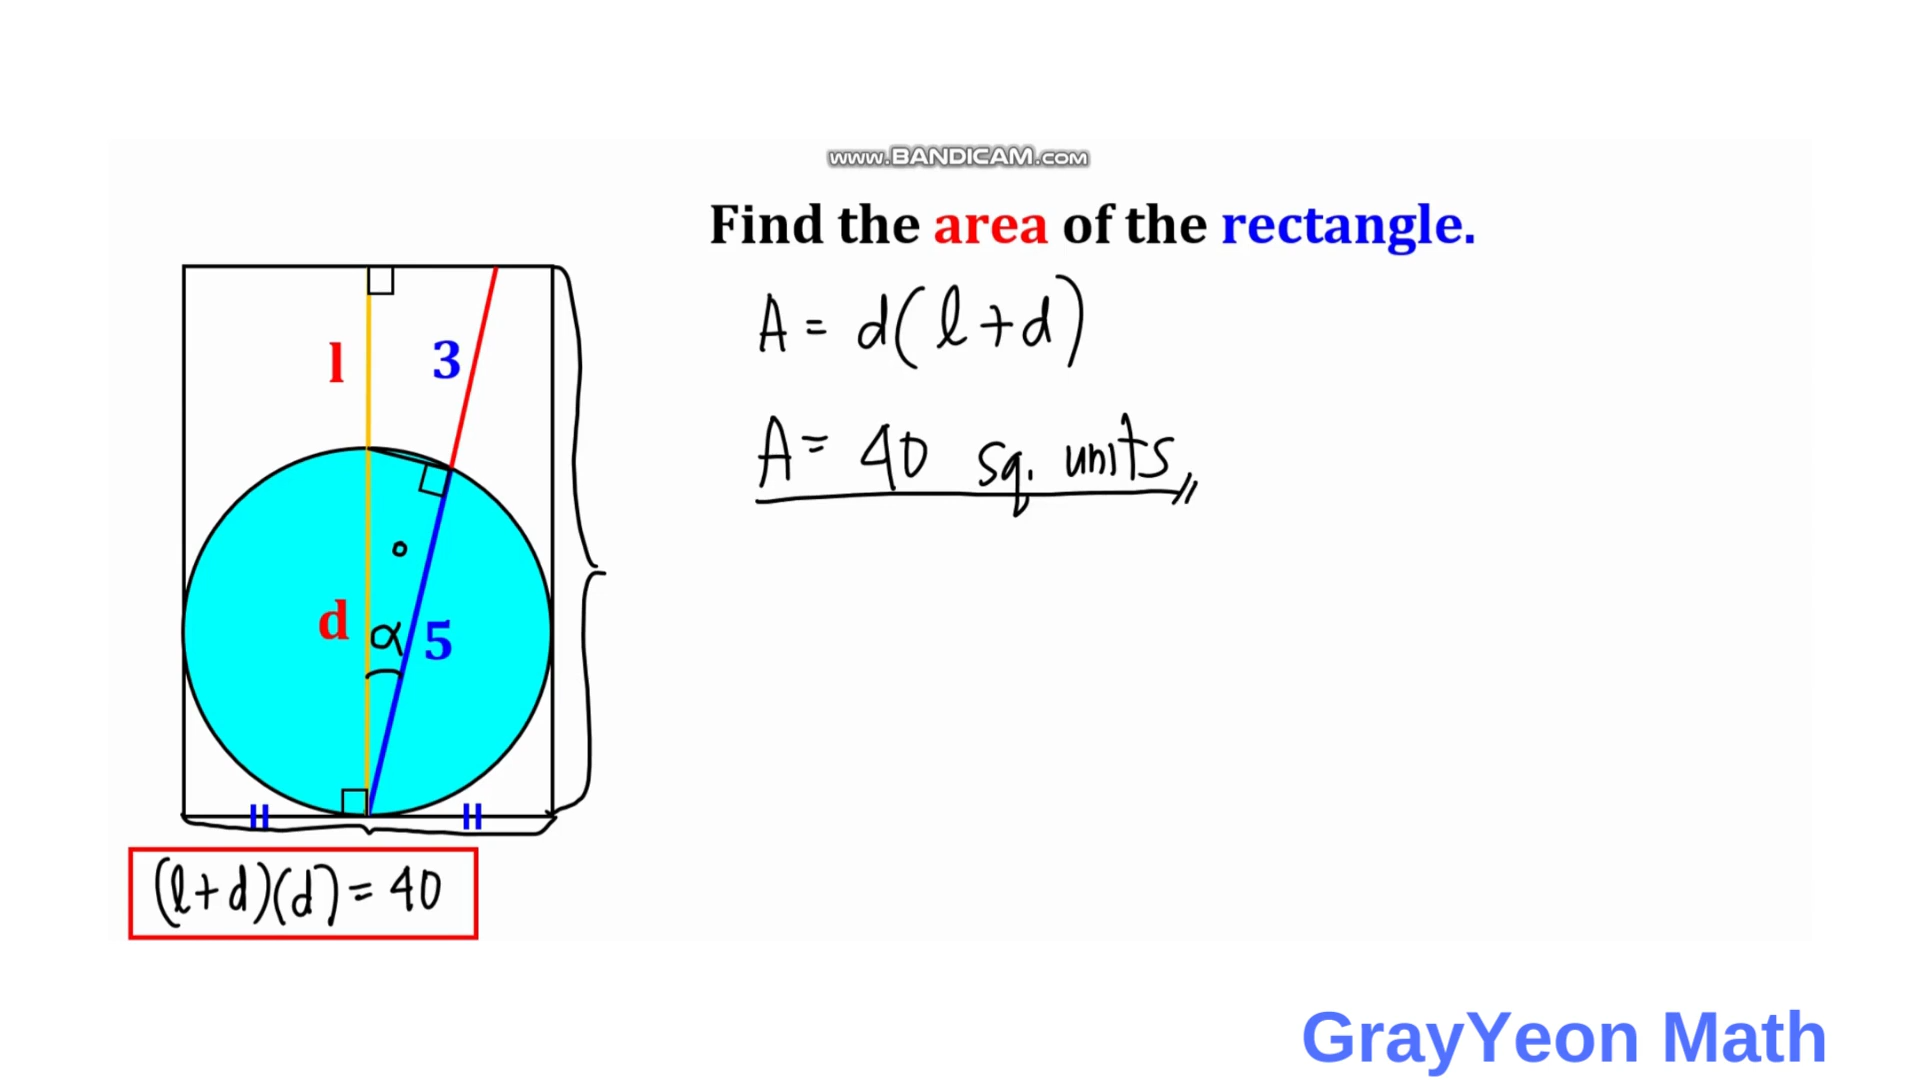 www.BANDICAM.com
Find the area of the rectangle.
A = d(l+d)
A = 40 sq. units
l
3
d
α
5
(l+d)(d) = 40
GrayYeon Math